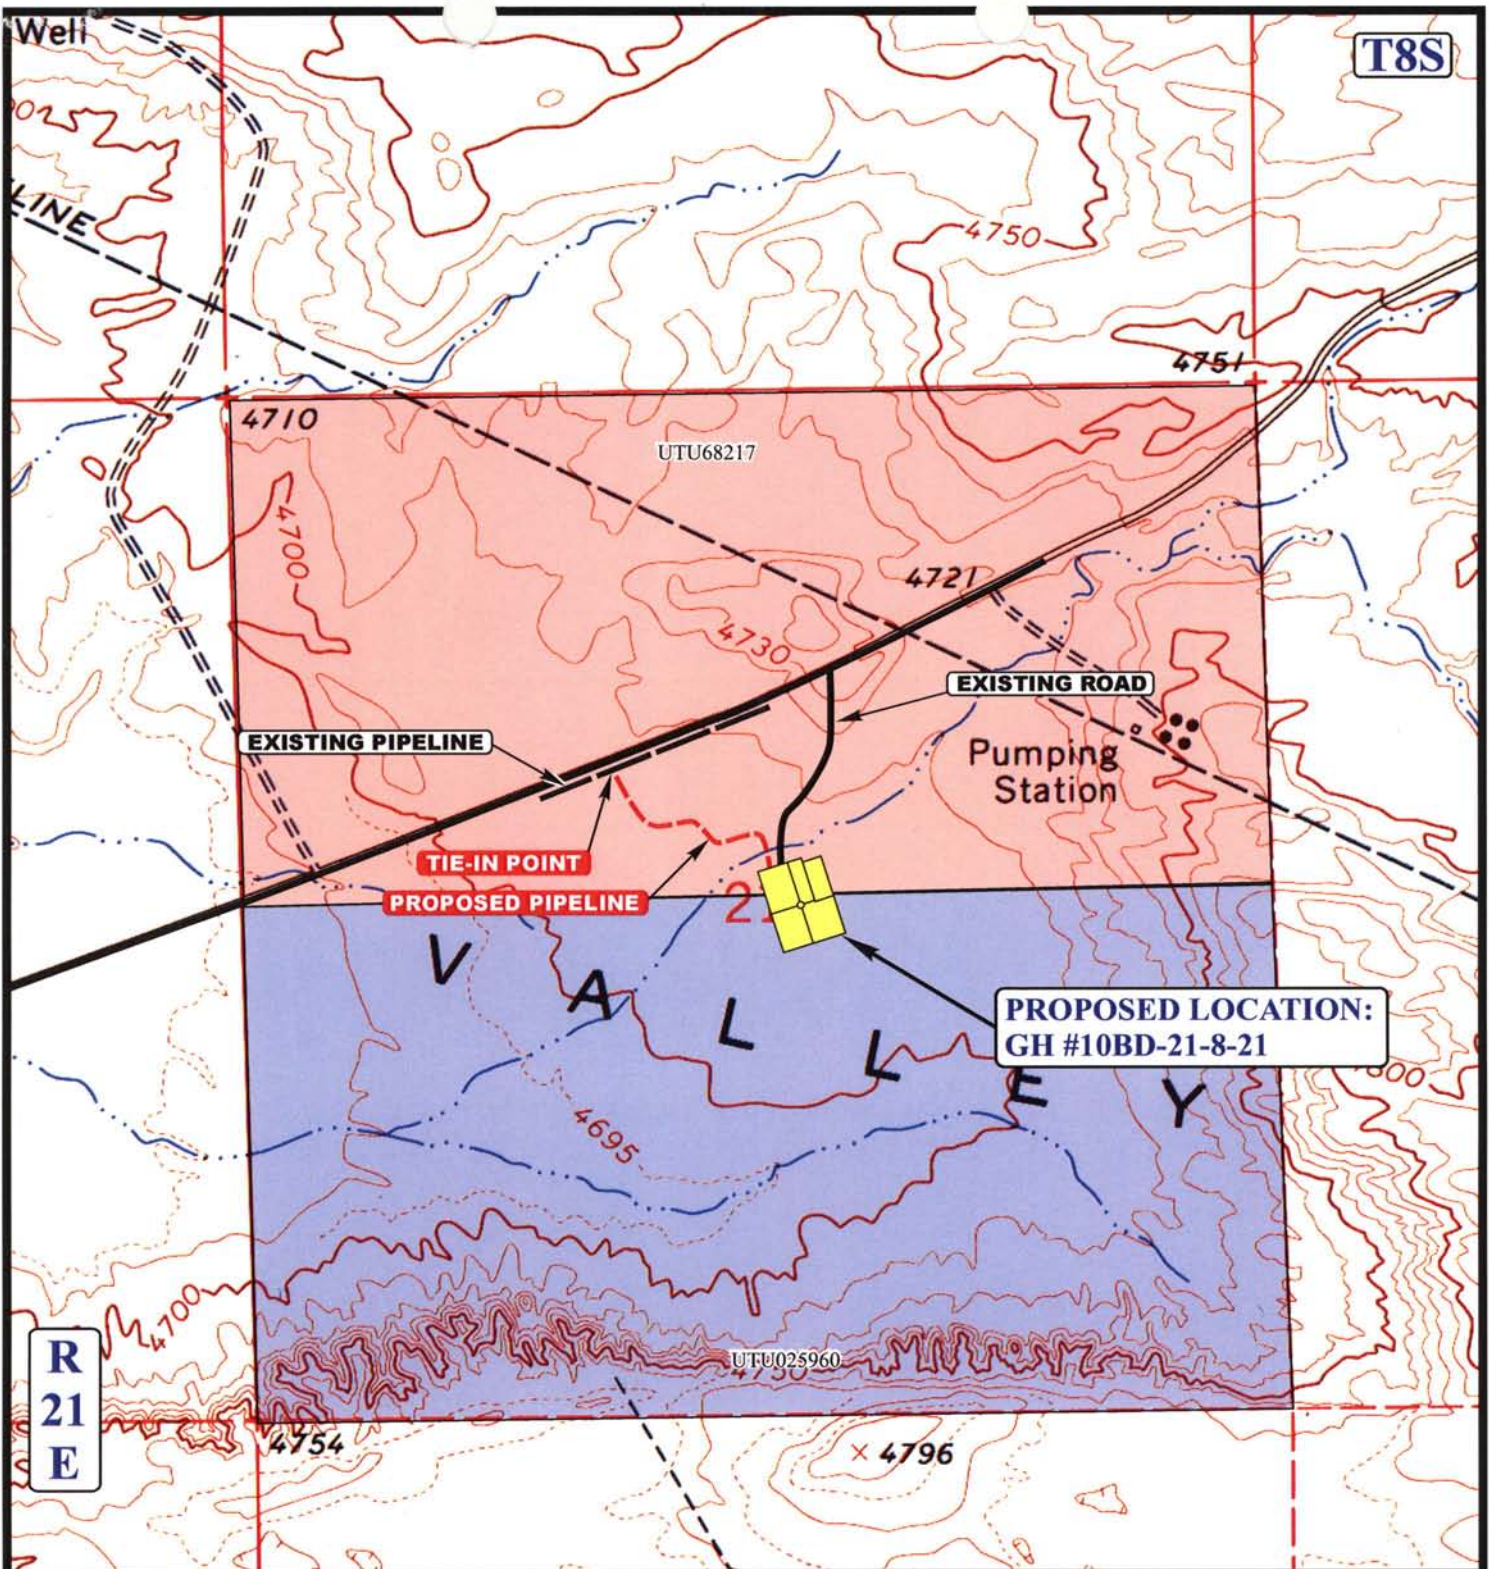 Well
T8S
LINE
4750
4751
4710
UTU68217
4700
4721
4730
EXISTING ROAD
EXISTING PIPELINE
Pumping
Station
TIE-IN POINT
PROPOSED PIPELINE
V A L L E Y
PROPOSED LOCATION:
GH #10BD-21-8-21
4695
4700
R
21
E
UTU025960
4750
4754
4796